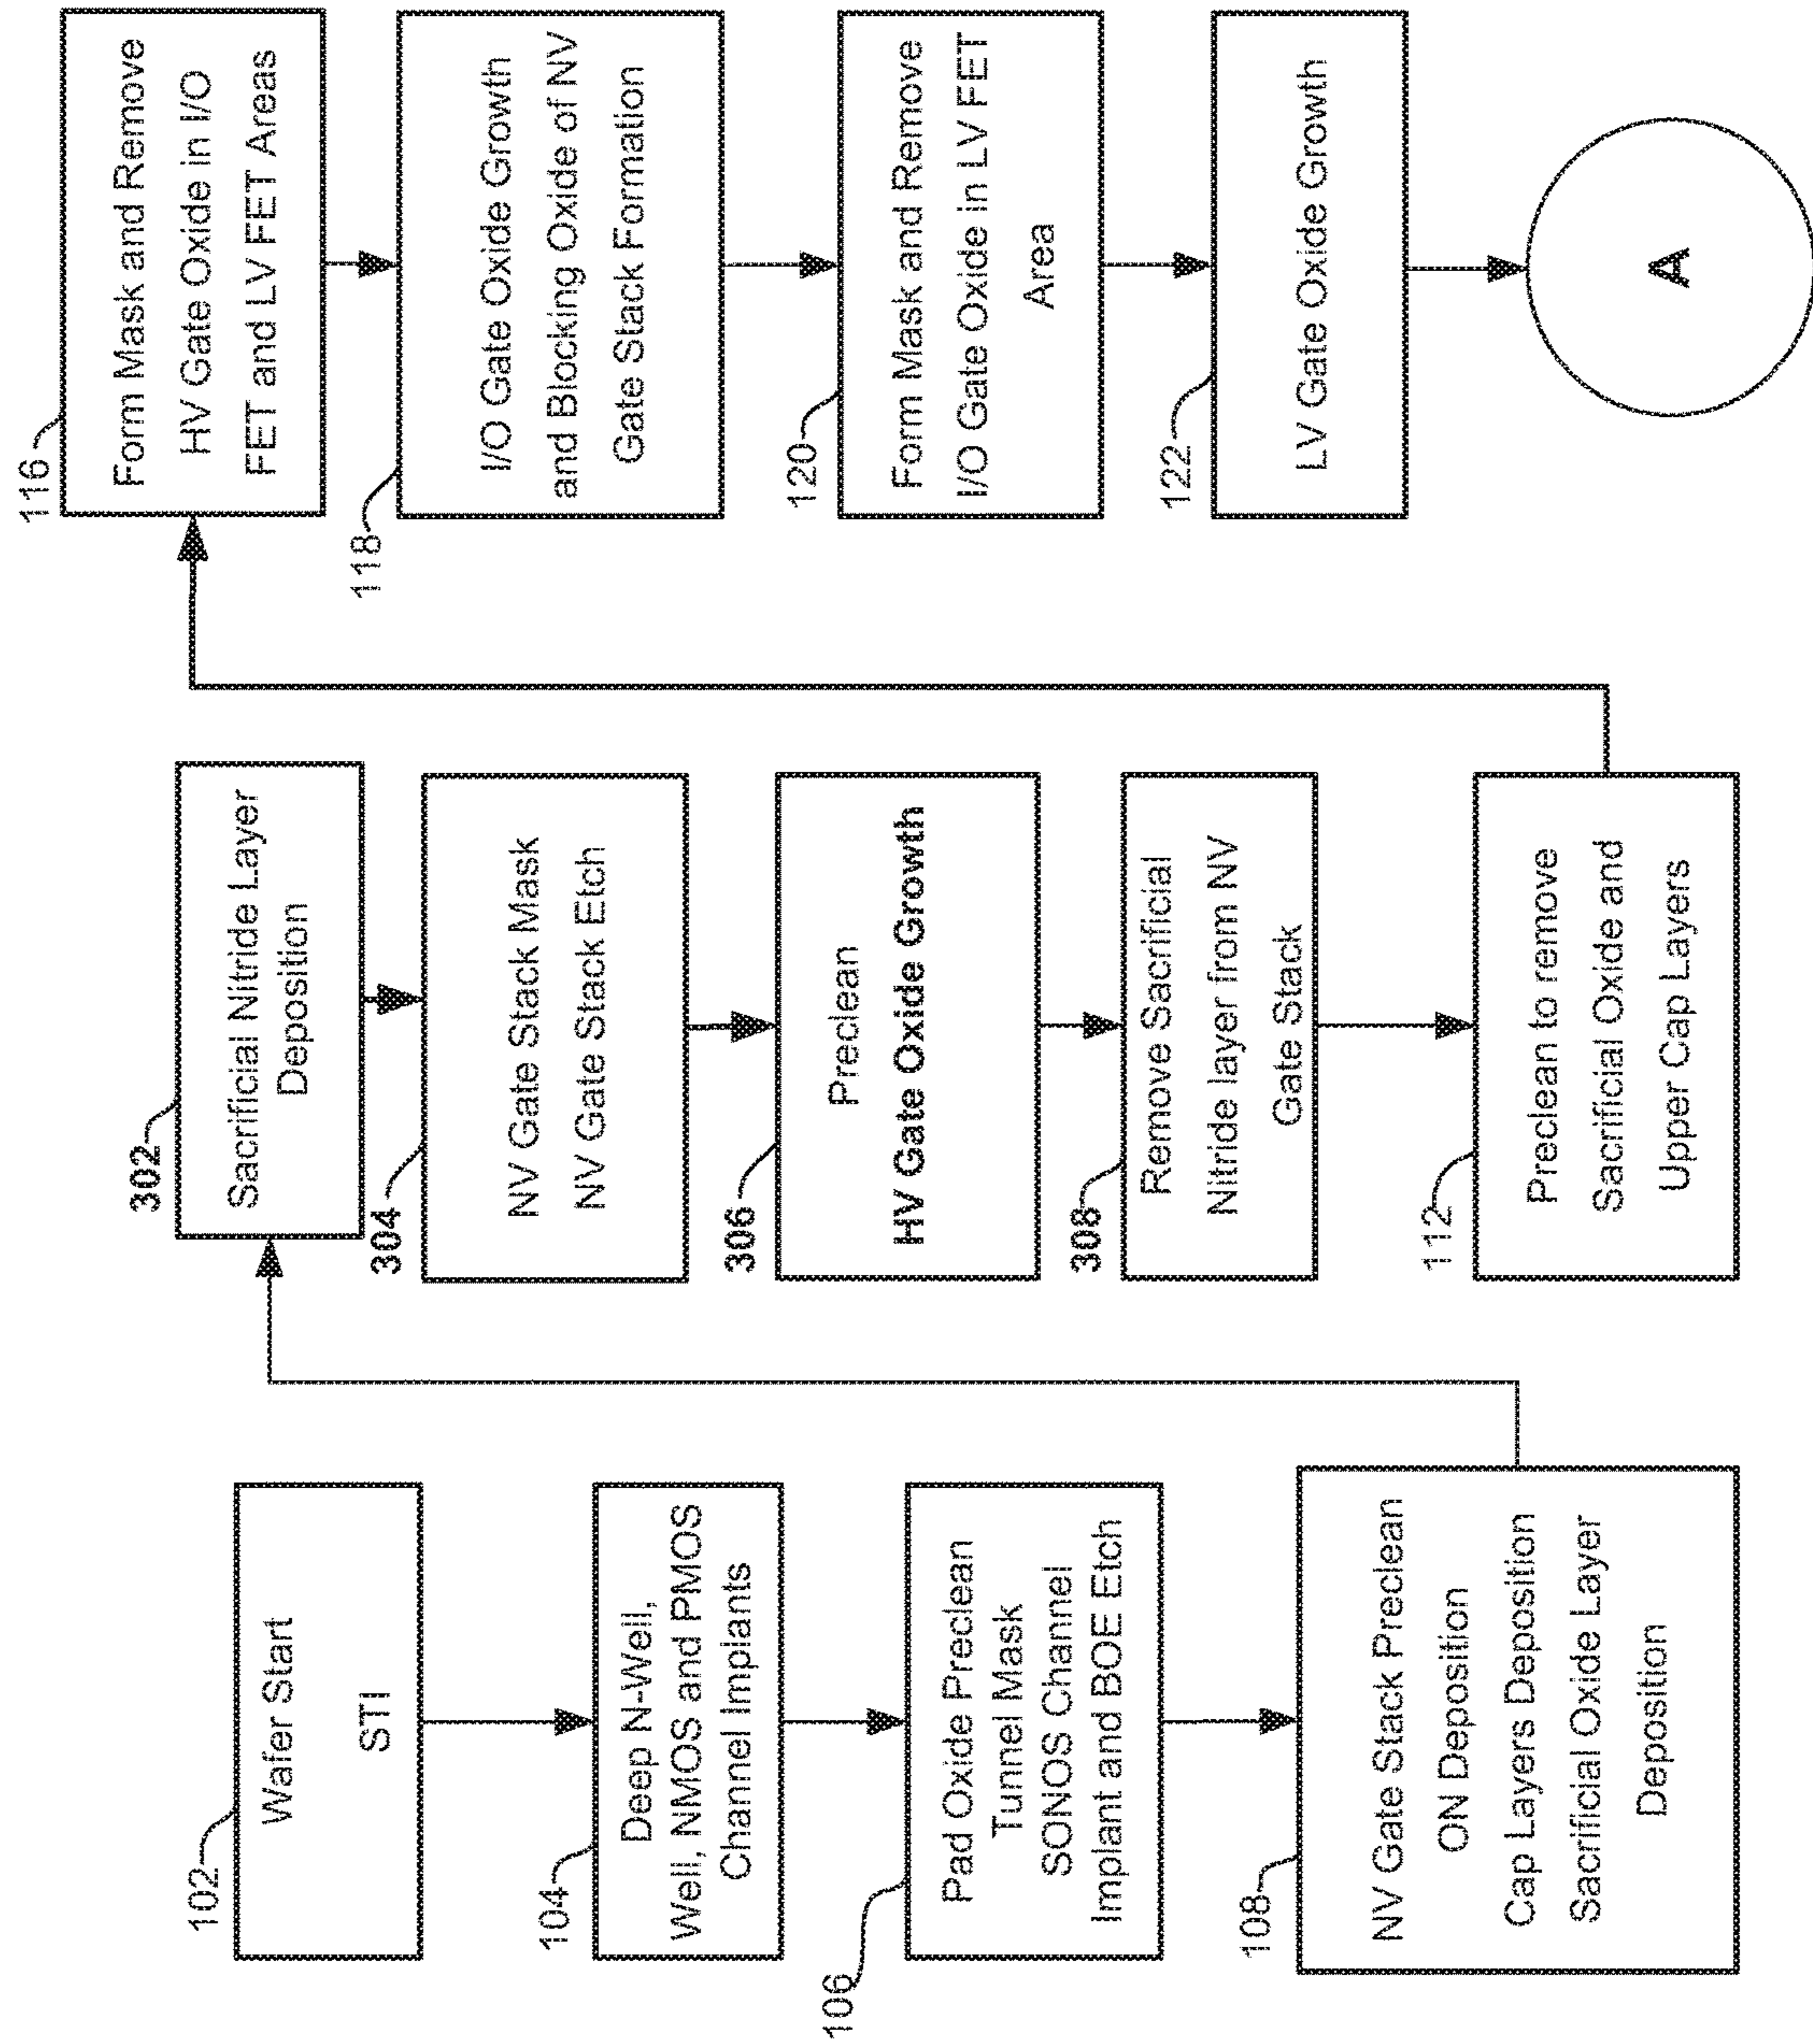 102
Wafer Start
STI
104
Deep N-Well,
Well, NMOS and PMOS
Channel Implants
106
Pad Oxide Preclean
Tunnel Mask
SONOS Channel
Implant and BOE Etch
108
NV Gate Stack Preclean
ON Deposition
Cap Layers Deposition
Sacrificial Oxide Layer
Deposition
302
Sacrificial Nitride Layer
Deposition
304
NV Gate Stack Mask
NV Gate Stack Etch
306
Preclean
HV Gate Oxide Growth
308
Remove Sacrificial
Nitride layer from NV
Gate Stack
112
Preclean to remove
Sacrificial Oxide and
Upper Cap Layers
116
Form Mask and Remove
HV Gate Oxide in I/O
FET and LV FET Areas
118
I/O Gate Oxide Growth
and Blocking Oxide of NV
Gate Stack Formation
120
Form Mask and Remove
I/O Gate Oxide in LV FET
Area
122
LV Gate Oxide Growth
A